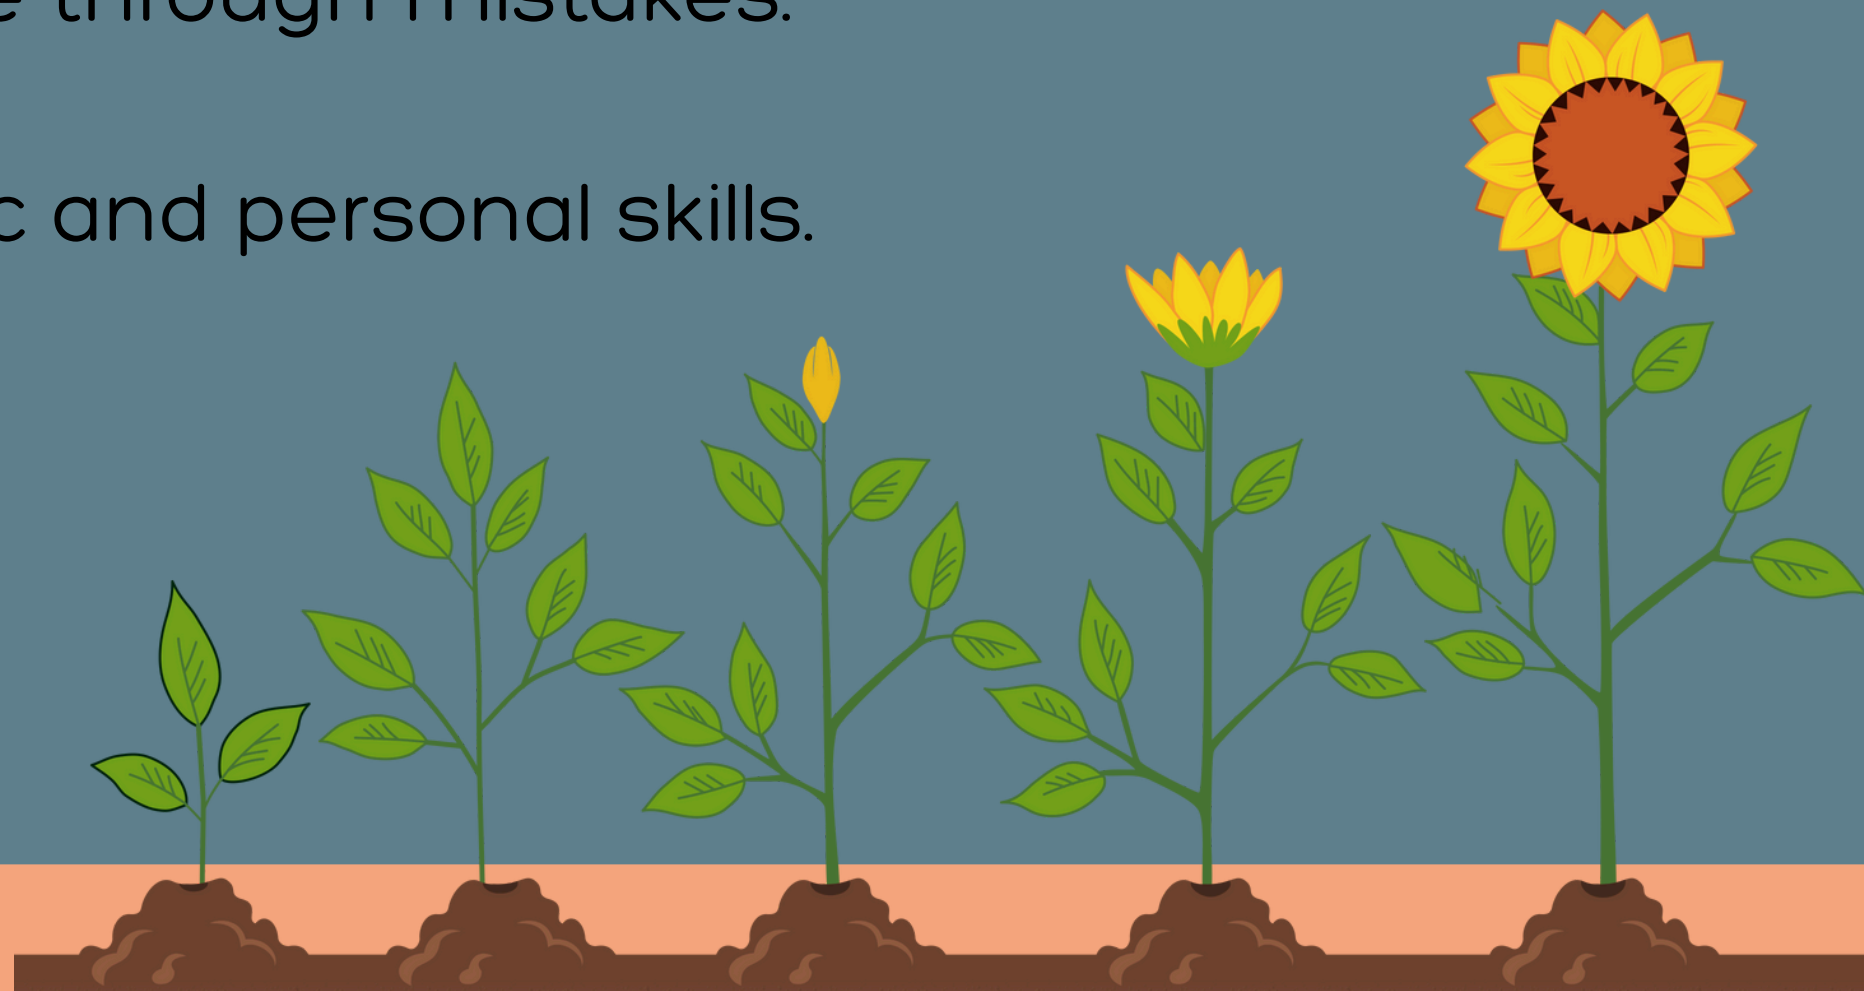 through mistakes.
and personal skills.